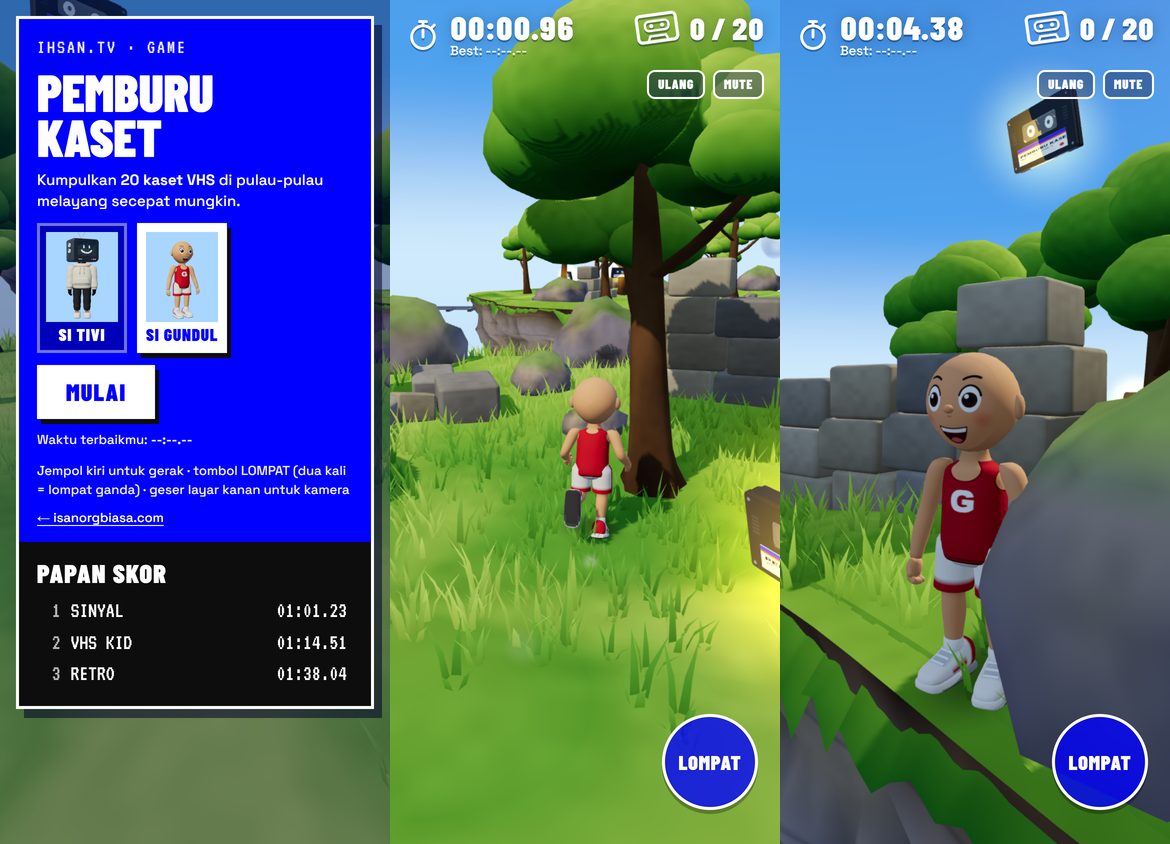 IHSAN.TV · GAME
PEMBURU
KASET
Kumpulkan 20 kaset VHS di pulau-pulau
melayang secepat mungkin.
SI TIVI
SI GUNDUL
MULAI
Waktu terbaikmu: --:--.--
Jempol kiri untuk gerak · tombol LOMPAT (dua kali
= lompat ganda) · geser layar kanan untuk kamera
← isanorgbiasa.com
PAPAN SKOR
1 SINYAL 01:01.23
2 VHS KID 01:14.51
3 RETRO 01:38.04
00:00.96
Best: --:--.--
0 / 20
ULANG
MUTE
LOMPAT
00:04.38
Best: --:--.--
0 / 20
ULANG
MUTE
PEMBURU KASE
G
LOMPAT